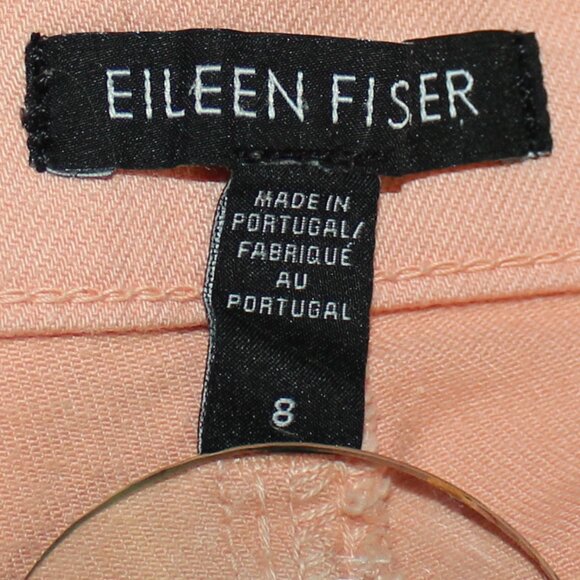 EILEEN FISER
MADE IN
PORTUGAL/
FABRIQUÉ
AU
PORTUGAL
8